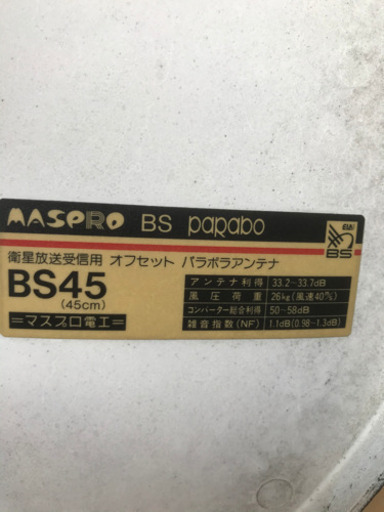 MASPRO BS paRabo
BS
衛星放送受信用 オフセット パラボラアンテナ
BS45
(45cm)
=マスプロ電工=
アンテナ利得 33.2~33.7dB
風圧荷重 26kg(風速40%)
コンバーター総合利得 50~58dB
雑音指数(NF) 1.1dB(0.98~1.3dB)